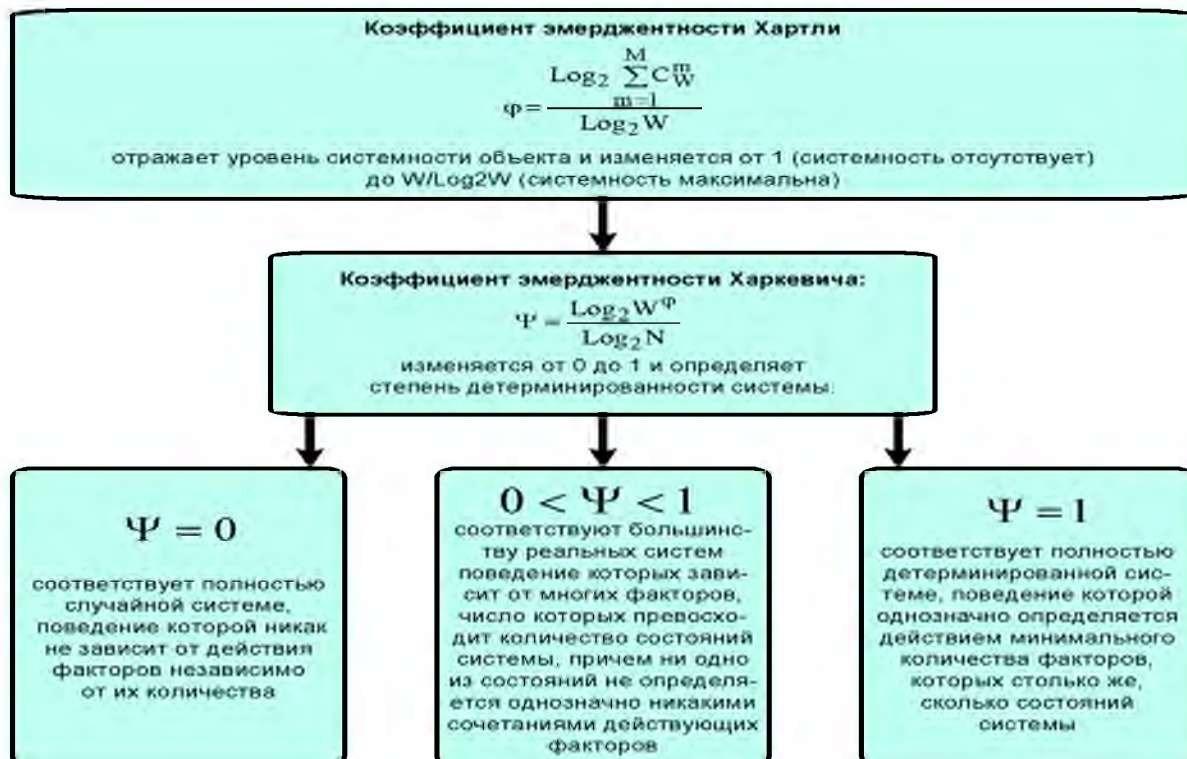 Коэффициент эмерджентности Хартли
φ = Log₂ M∑m=1 C^m_W / Log₂ W
отражает уровень системности объекта и изменяется от 1 (системность отсутствует)
до W/Log2W (системность максимальна)
Коэффициент эмерджентности Харкевича:
Ψ = Log₂ W^φ / Log₂ N
изменяется от 0 до 1 и определяет
степень детерминированности системы:
Ψ = 0
соответствует полностью
случайной системе,
поведение которой никак
не зависит от действия
факторов независимо
от их количества
0 < Ψ < 1
соответствуют большинс-
тву реальных систем
поведение которых зави-
сит от многих факторов,
число которых превосхо-
дит количество состояний
системы, причем ни одно
из состояний не определя-
ется однозначно никакими
сочетаниями действующих
факторов
Ψ = 1
соответствует полностью
детерминированной сис-
теме, поведение которой
однозначно определяется
действием минимального
количества факторов,
которых столько же,
сколько состояний
системы